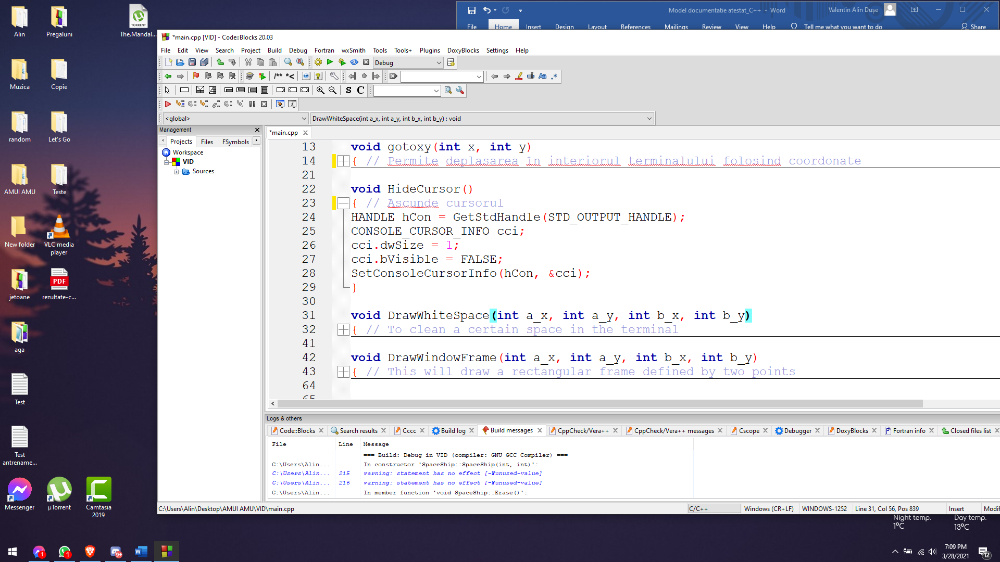 Alin
Pregaluni
The.Mandal...
Muzica
Copie
random
Let's Go
AMUI AMU
Teste
New folder
VLC media player
jetoane
PDF
rezultate-c...
aga
Test
Test antrename...
Messenger
µTorrent
Camtasia 2019
TORRENT
Model documentatie atestat_C++ - Word
Valentin Alin Dușe
File Home Insert Design Layout References Mailings Review View Help Tell me what you want to do Share
*main.cpp [VID] - Code::Blocks 20.03
File Edit View Search Project Build Debug Fortran wxSmith Tools Tools+ Plugins DoxyBlocks Settings Help
Debug
/** *<
Aa .*
S C
<global>
DrawWhiteSpace(int a_x, int a_y, int b_x, int b_y) : void
Management
Projects Files FSymbols
Workspace
VID
Sources
*main.cpp
13 void gotoxy(int x, int y)
14 { // Permite deplasarea în interiorul terminalului folosind coordonate
21
22 void HideCursor()
23 { // Ascunde cursorul
24 HANDLE hCon = GetStdHandle(STD_OUTPUT_HANDLE);
25 CONSOLE_CURSOR_INFO cci;
26 cci.dwSize = 1;
27 cci.bVisible = FALSE;
28 SetConsoleCursorInfo(hCon, &cci);
29 }
30
31 void DrawWhiteSpace(int a_x, int a_y, int b_x, int b_y)
32 { // To clean a certain space in the terminal
41
42 void DrawWindowFrame(int a_x, int a_y, int b_x, int b_y)
43 { // This will draw a rectangular frame defined by two points
64
65
Logs & others
Code::Blocks Search results Cccc Build log Build messages CppCheck/Vera++ CppCheck/Vera++ messages Cscope Debugger DoxyBlocks Fortran info Closed files list
File Line Message
=== Build: Debug in VID (compiler: GNU GCC Compiler) ===
C:\Users\Alin... In constructor 'SpaceShip::SpaceShip(int, int)':
C:\Users\Alin... 215 warning: statement has no effect [-Wunused-value]
C:\Users\Alin... 216 warning: statement has no effect [-Wunused-value]
C:\Users\Alin... In member function 'void SpaceShip::Erase()':
C:\Users\Alin\Desktop\AMUI AMU\VID\main.cpp
C/C++
Windows (CR+LF)
WINDOWS-1252
Line 31, Col 56, Pos 839
Insert
Modif
Night temp.
1°C
Day temp.
13°C
1
1
9+
7:09 PM
3/28/2021
12